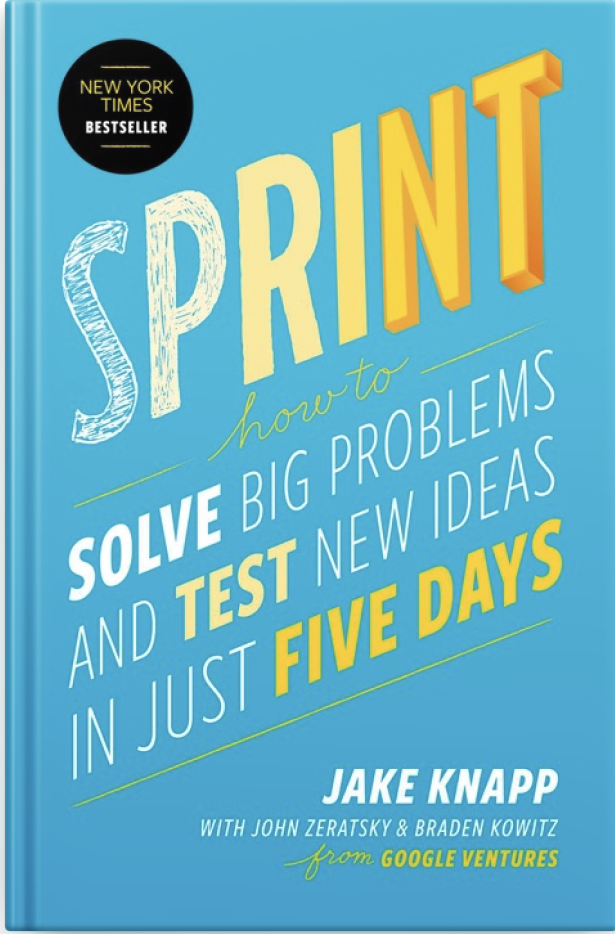 NEW YORK
TIMES
BESTSELLER
SPRINT
how to
SOLVE BIG PROBLEMS
AND TEST NEW IDEAS
IN JUST FIVE DAYS
JAKE KNAPP
WITH JOHN ZERATSKY & BRADEN KOWITZ
from GOOGLE VENTURES